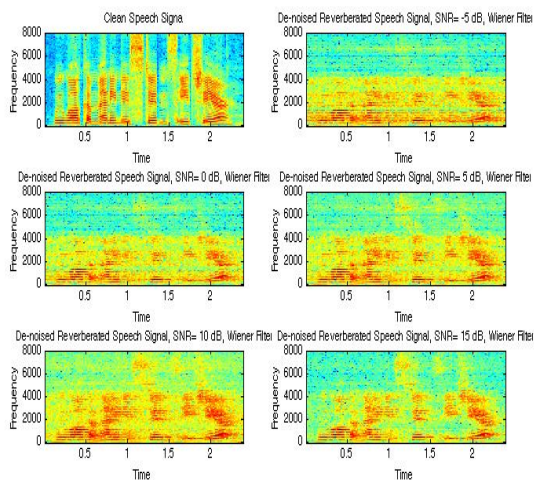 Clean Speech Signa
8000
6000
4000
2000
0
Frequency
0.5 1 1.5 2
Time
De-noised Reverberated Speech Signal, SNR= -5 dB, Wiener Filter
8000
6000
4000
2000
0
Frequency
0.5 1 1.5 2
Time
De-noised Reverberated Speech Signal, SNR= 0 dB, Wiener Filter
8000
6000
4000
2000
0
Frequency
0.5 1 1.5 2
Time
De-noised Reverberated Speech Signal, SNR= 5 dB, Wiener Filter
8000
6000
4000
2000
0
Frequency
0.5 1 1.5 2
Time
De-noised Reverberated Speech Signal, SNR= 10 dB, Wiener Filter
8000
6000
4000
2000
0
Frequency
0.5 1 1.5 2
Time
De-noised Reverberated Speech Signal, SNR= 15 dB, Wiener Filter
8000
6000
4000
2000
0
Frequency
0.5 1 1.5 2
Time